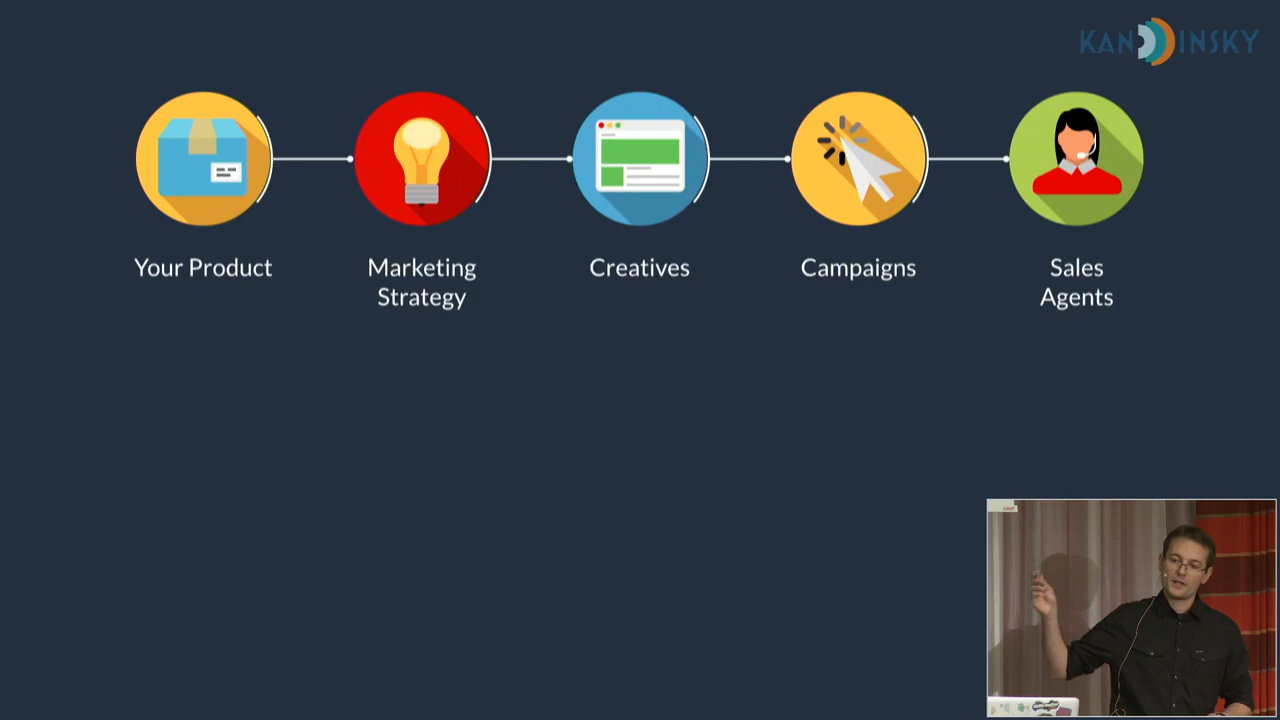 KANDINSKY
Your Product
Marketing
Strategy
Creatives
Campaigns
Sales
Agents